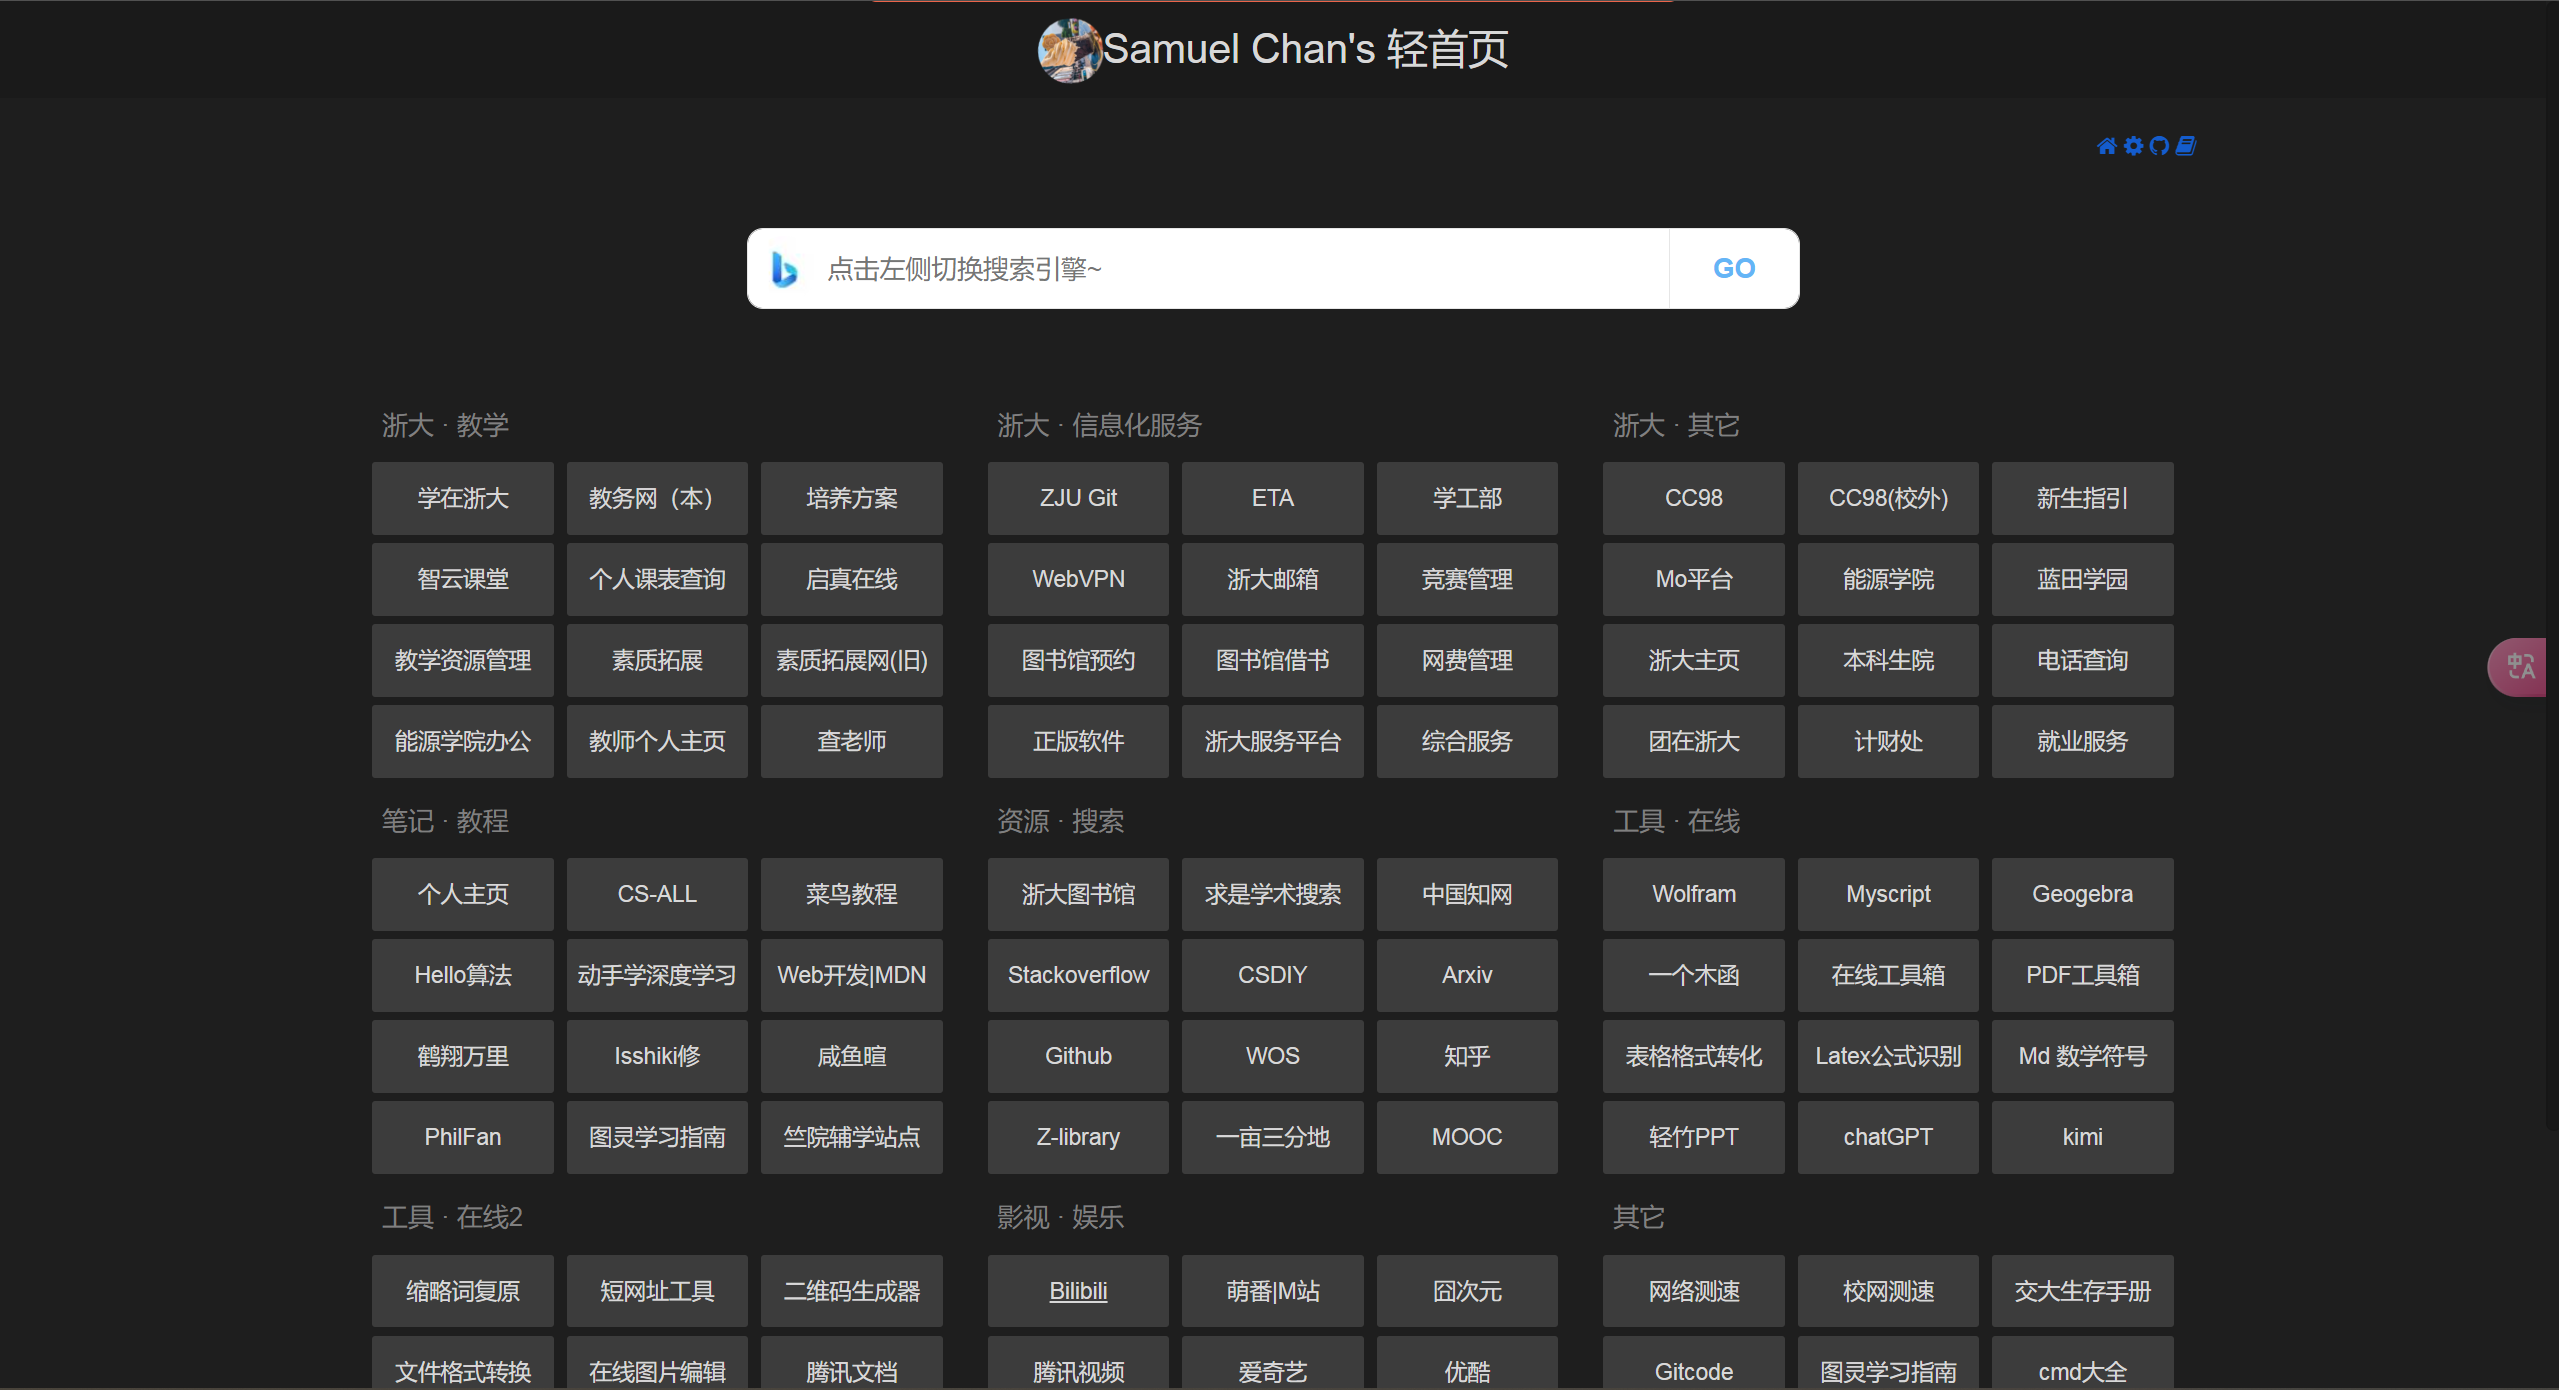 Samuel Chan's 轻首页
点击左侧切换搜索引擎~
GO
浙大 · 教学
学在浙大 教务网（本） 培养方案
智云课堂 个人课表查询 启真在线
教学资源管理 素质拓展 素质拓展网(旧)
能源学院办公 教师个人主页 查老师
浙大 · 信息化服务
ZJU Git ETA 学工部
WebVPN 浙大邮箱 竞赛管理
图书馆预约 图书馆借书 网费管理
正版软件 浙大服务平台 综合服务
浙大 · 其它
CC98 CC98(校外) 新生指引
Mo平台 能源学院 蓝田学园
浙大主页 本科生院 电话查询
团在浙大 计财处 就业服务
笔记 · 教程
个人主页 CS-ALL 菜鸟教程
Hello算法 动手学深度学习 Web开发|MDN
鹤翔万里 Isshiki修 咸鱼暄
PhilFan 图灵学习指南 竺院辅学站点
资源 · 搜索
浙大图书馆 求是学术搜索 中国知网
Stackoverflow CSDIY Arxiv
Github WOS 知乎
Z-library 一亩三分地 MOOC
工具 · 在线
Wolfram Myscript Geogebra
一个木函 在线工具箱 PDF工具箱
表格格式转化 Latex公式识别 Md 数学符号
轻竹PPT chatGPT kimi
工具 · 在线2
缩略词复原 短网址工具 二维码生成器
文件格式转换 在线图片编辑 腾讯文档
影视 · 娱乐
Bilibili 萌番|M站 囧次元
腾讯视频 爱奇艺 优酷
其它
网络测速 校网测速 交大生存手册
Gitcode 图灵学习指南 cmd大全
中A